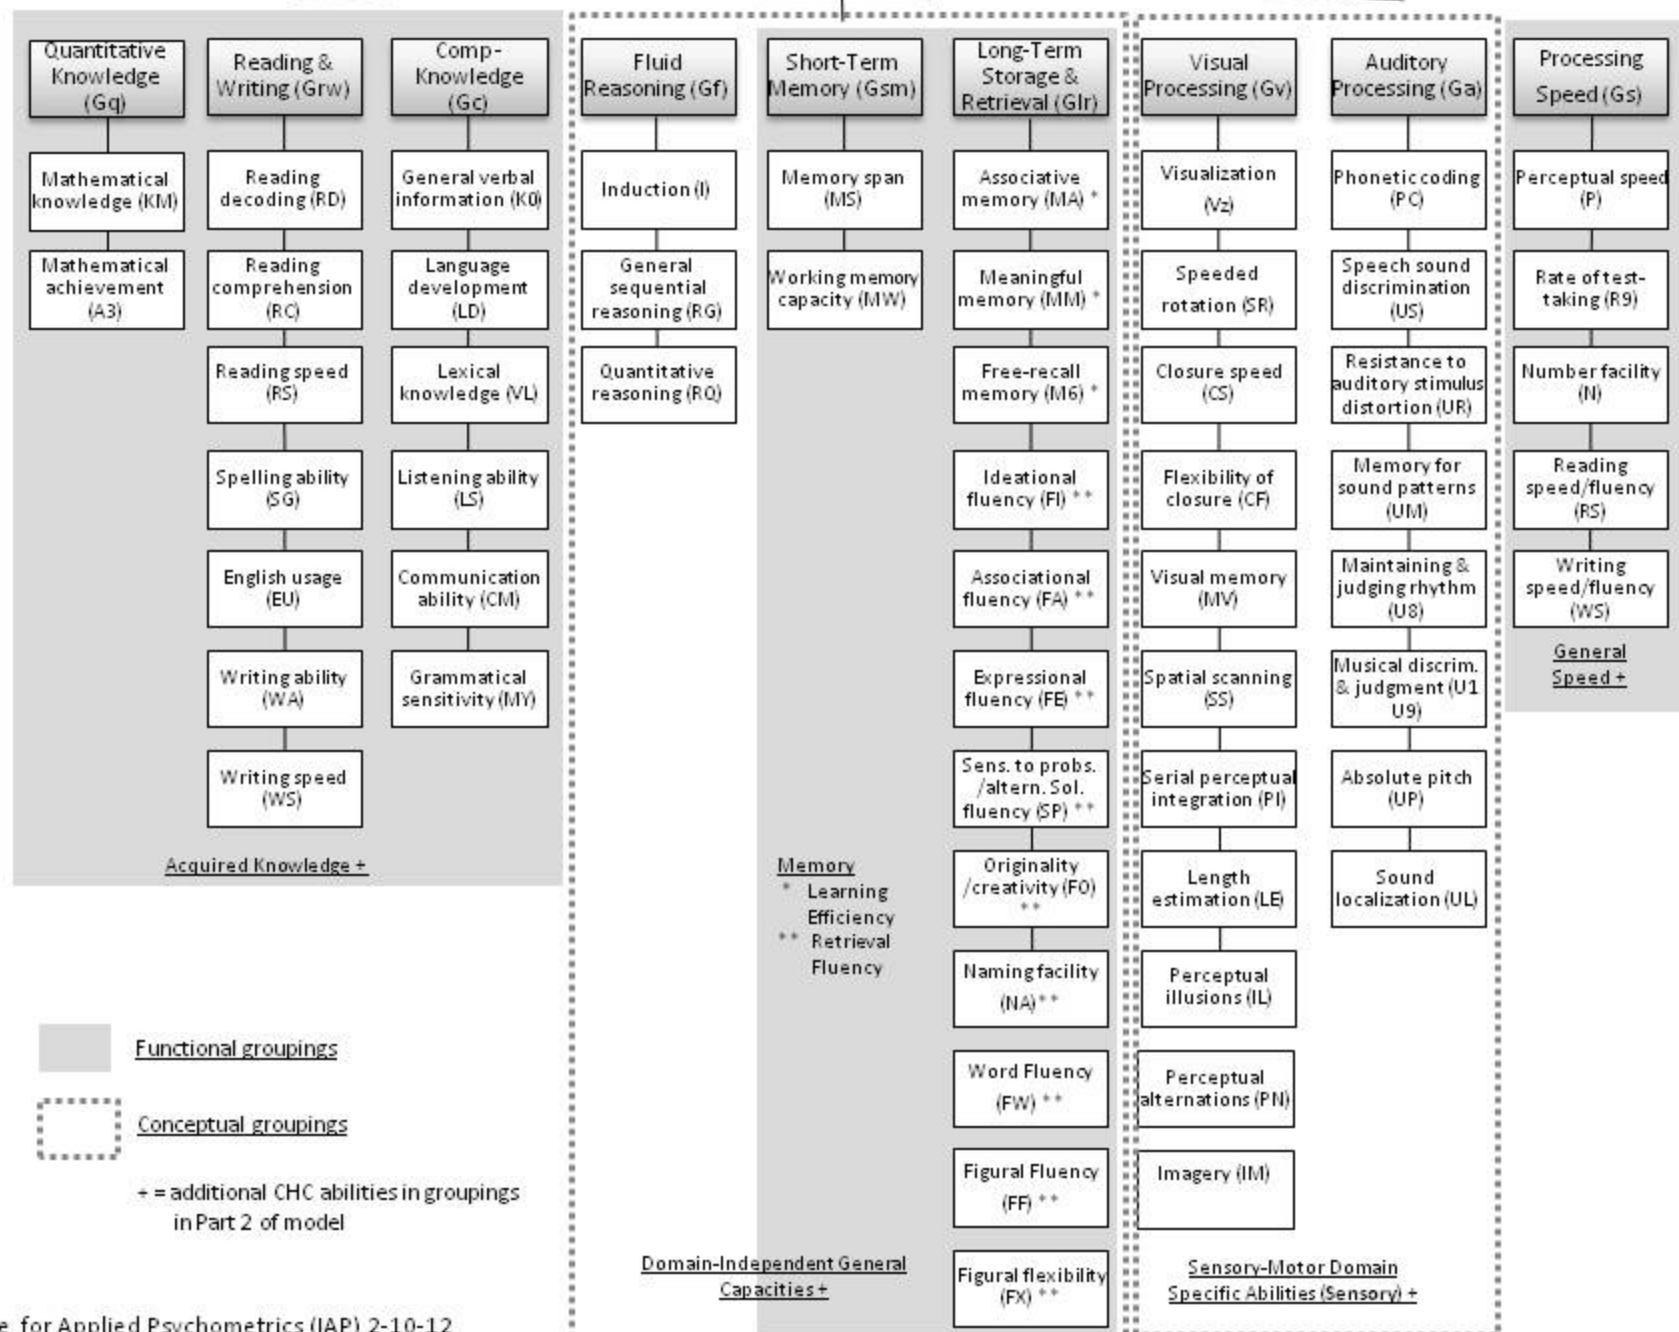 Quantitative
Knowledge
(Gq)
Mathematical
knowledge (KM)
Mathematical
achievement
(A3)
Reading &
Writing (Grw)
Reading
decoding (RD)
Reading
comprehension
(RC)
Reading speed
(RS)
Spelling ability
(SG)
English usage
(EU)
Writing ability
(WA)
Writing speed
(WS)
Comp-
Knowledge
(Gc)
General verbal
information (K0)
Language
development
(LD)
Lexical
knowledge (VL)
Listening ability
(LS)
Communication
ability (CM)
Grammatical
sensitivity (MY)
Acquired Knowledge +
Fluid
Reasoning (Gf)
Induction (I)
General
sequential
reasoning (RG)
Quantitative
reasoning (RQ)
Short-Term
Memory (Gsm)
Memory span
(MS)
Working memory
capacity (MW)
Long-Term
Storage &
Retrieval (Glr)
Associative
memory (MA) *
Meaningful
memory (MM) *
Free-recall
memory (M6) *
Ideational
fluency (FI) **
Associational
fluency (FA) **
Expressional
fluency (FE) **
Sens. to probs.
/altern. Sol.
fluency (SP) **
Originality
/creativity (FO)
**
Naming facility
(NA)**
Word Fluency
(FW) **
Figural Fluency
(FF) **
Figural flexibility
(FX) **
Memory
* Learning
Efficiency
** Retrieval
Fluency
Domain-Independent General
Capacities +
Visual
Processing (Gv)
Visualization
(Vz)
Speeded
rotation (SR)
Closure speed
(CS)
Flexibility of
closure (CF)
Visual memory
(MV)
Spatial scanning
(SS)
Serial perceptual
integration (PI)
Length
estimation (LE)
Perceptual
illusions (IL)
Perceptual
alternations (PN)
Imagery (IM)
Auditory
Processing (Ga)
Phonetic coding
(PC)
Speech sound
discrimination
(US)
Resistance to
auditory stimulus
distortion (UR)
Memory for
sound patterns
(UM)
Maintaining &
judging rhythm
(U8)
Musical discrim.
& judgment (U1
U9)
Absolute pitch
(UP)
Sound
localization (UL)
Sensory-Motor Domain
Specific Abilities (Sensory) +
Processing
Speed (Gs)
Perceptual speed
(P)
Rate of test-
taking (R9)
Number facility
(N)
Reading
speed/fluency
(RS)
Writing
speed/fluency
(WS)
General
Speed +
Functional groupings
Conceptual groupings
+ = additional CHC abilities in groupings
in Part 2 of model
e for Applied Psychometrics (IAP) 2-10-12